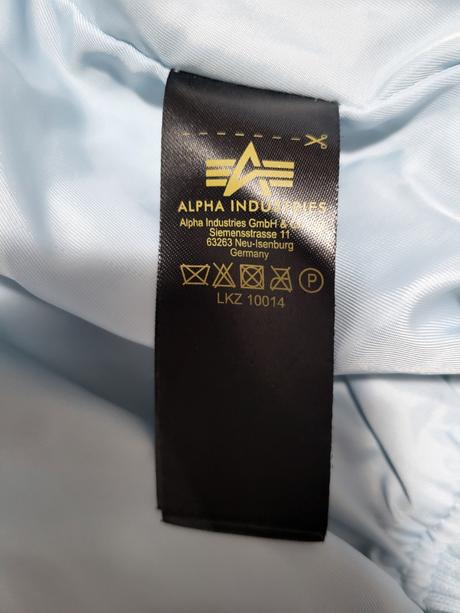 ALPHA INDUSTRIES
Alpha Industries GmbH &
Siemensstrasse 11
63263 Neu-Isenburg
Germany
P
LKZ 10014